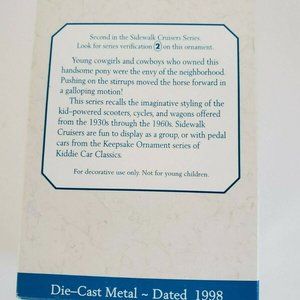 Second in the Sidewalk Cruisers Series.
Look for series verification 2 on this ornament.
Young cowgirls and cowboys who owned this
handsome pony were the envy of the neighborhood.
Pushing on the stirrups moved the horse forward in
a galloping motion!
This series recalls the imaginative styling of the
kid-powered scooters, cycles, and wagons offered
from the 1930s through the 1960s. Sidewalk
Cruisers are fun to display as a group, or with pedal
cars from the Keepsake Ornament series of
Kiddie Car Classics.
For decorative use only. Not for young children.
Die-Cast Metal ~ Dated 1998